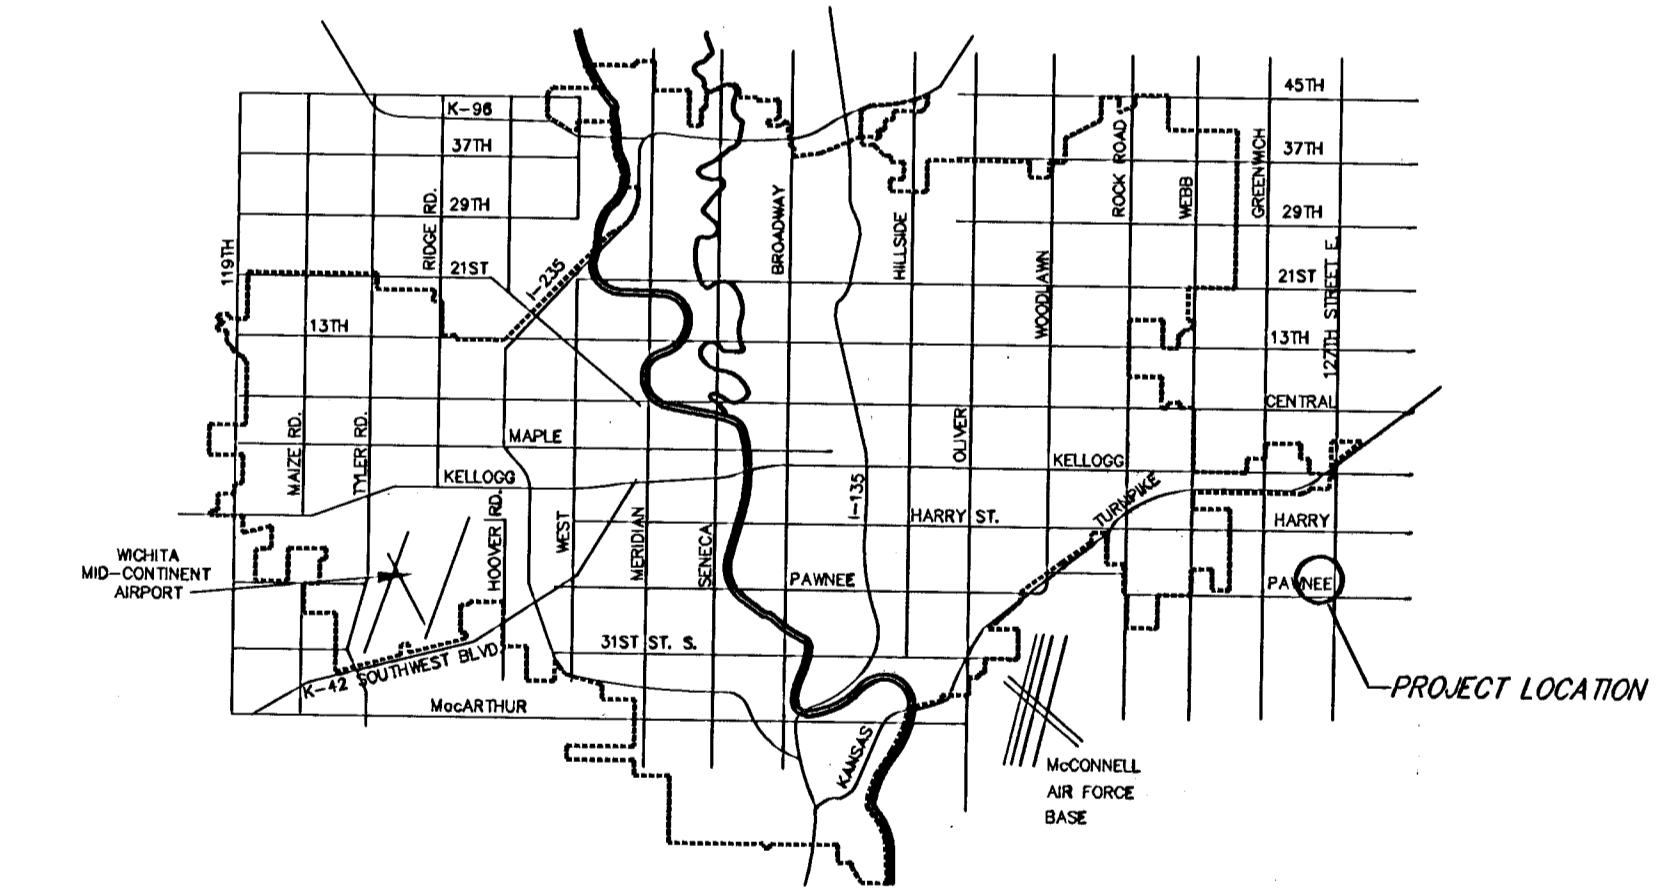 45TH
K-96
37TH
37TH
29TH
29TH
21ST
21ST
13TH
13TH
119TH
RIDGE RD.
I-235
BROADWAY
HILLSIDE
WOODLAWN
ROCK ROAD
WEBB
GREENWICH
127TH STREET E.
CENTRAL
MAIZE RD.
TYLER RD.
MAPLE
OLIVER
KELLOGG
KELLOGG
HOOVER RD.
WEST
MERIDIAN
SENECA
I-135
HARRY ST.
TURNPIKE
HARRY
WICHITA
MID-CONTINENT
AIRPORT
PAWNEE
PAWNEE
31ST ST. S.
K-42 SOUTHWEST BLVD.
McARTHUR
PROJECT LOCATION
KANSAS
McCONNELL
AIR FORCE
BASE